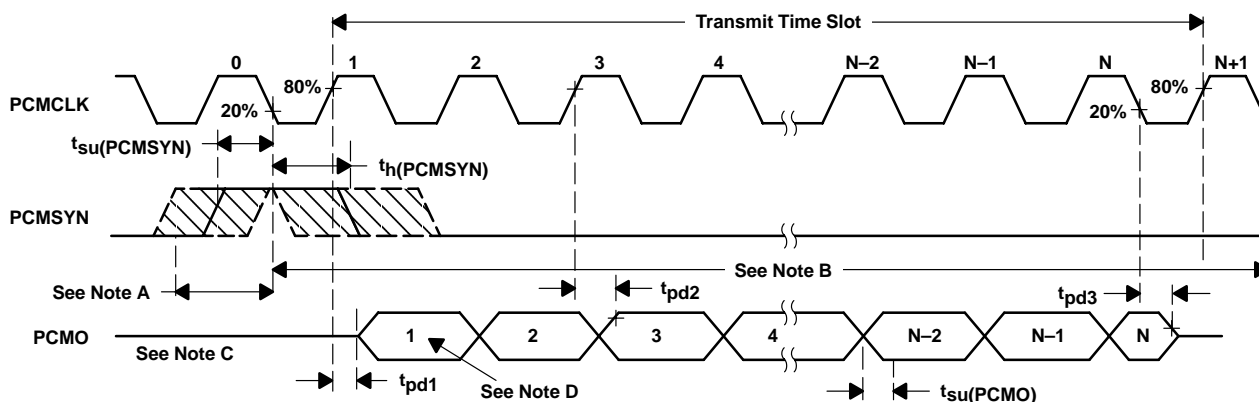 Transmit Time Slot
0 1 2 3 4 N–2 N–1 N N+1
PCMCLK
80%
20%
80%
20%
tsu(PCMSYN)
th(PCMSYN)
PCMSYN
See Note B
See Note A
tpd2
tpd3
PCMO
1 2 3 4 N–2 N–1 N
See Note C
tpd1
See Note D
tsu(PCMO)